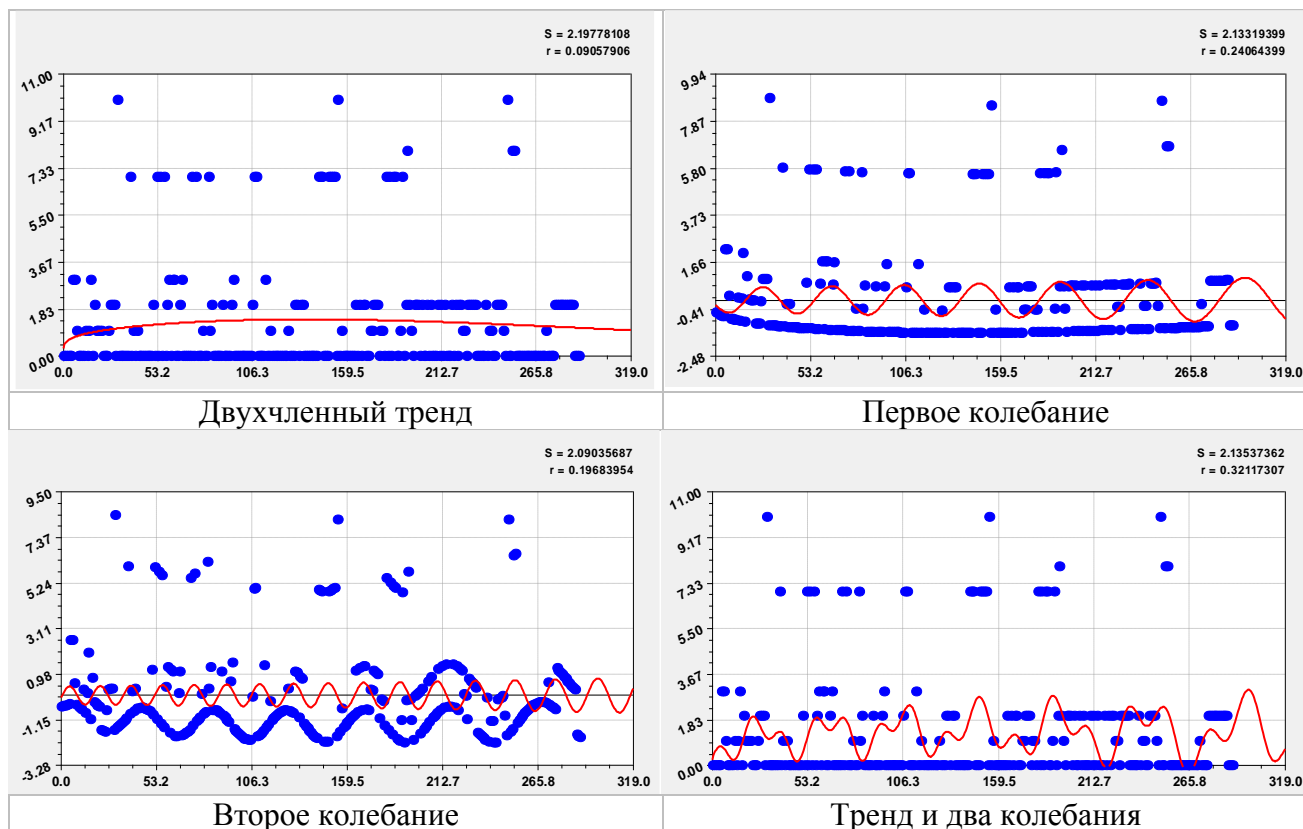 S = 2.19778108
r = 0.09057906
11.00
9.17
7.33
5.50
3.67
1.83
0.00
0.0 53.2 106.3 159.5 212.7 265.8 319.0
Двухчленный тренд
S = 2.13319399
r = 0.24064399
9.94
7.87
5.80
3.73
1.66
-0.41
-2.48
0.0 53.2 106.3 159.5 212.7 265.8 319.0
Первое колебание
S = 2.09035687
r = 0.19683954
9.50
7.37
5.24
3.11
0.98
-1.15
-3.28
0.0 53.2 106.3 159.5 212.7 265.8 319.0
Второе колебание
S = 2.13537362
r = 0.32117307
11.00
9.17
7.33
5.50
3.67
1.83
0.00
0.0 53.2 106.3 159.5 212.7 265.8 319.0
Тренд и два колебания